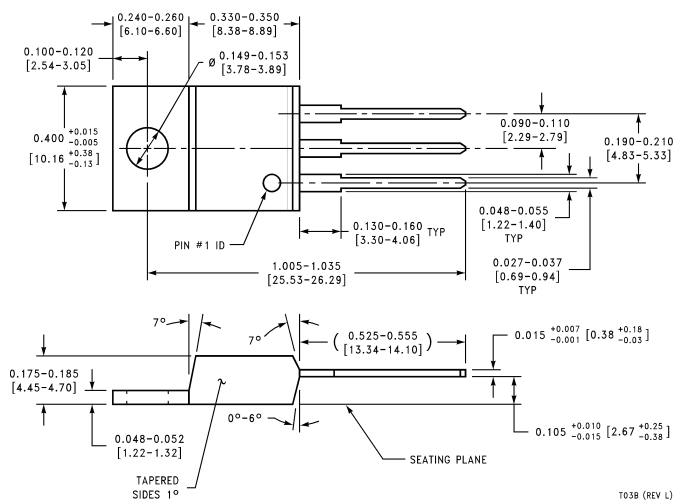 0.240-0.260
[6.10-6.60]
0.330-0.350
[8.38-8.89]
0.100-0.120
[2.54-3.05]
Ø 0.149-0.153
[3.78-3.89]
0.400 +0.015 -0.005
[10.16 +0.38 -0.13]
0.090-0.110
[2.29-2.79]
0.190-0.210
[4.83-5.33]
PIN #1 ID
0.130-0.160 TYP
[3.30-4.06]
0.048-0.055
[1.22-1.40]
TYP
0.027-0.037
[0.69-0.94]
TYP
1.005-1.035
[25.53-26.29]
7°
7°
(0.525-0.555
[13.34-14.10])
0.015 +0.007 -0.001 [0.38 +0.18 -0.03]
0.175-0.185
[4.45-4.70]
0°-6°
0.105 +0.010 -0.015 [2.67 +0.25 -0.38]
0.048-0.052
[1.22-1.32]
SEATING PLANE
TAPERED
SIDES 1°
T03B (REV L)